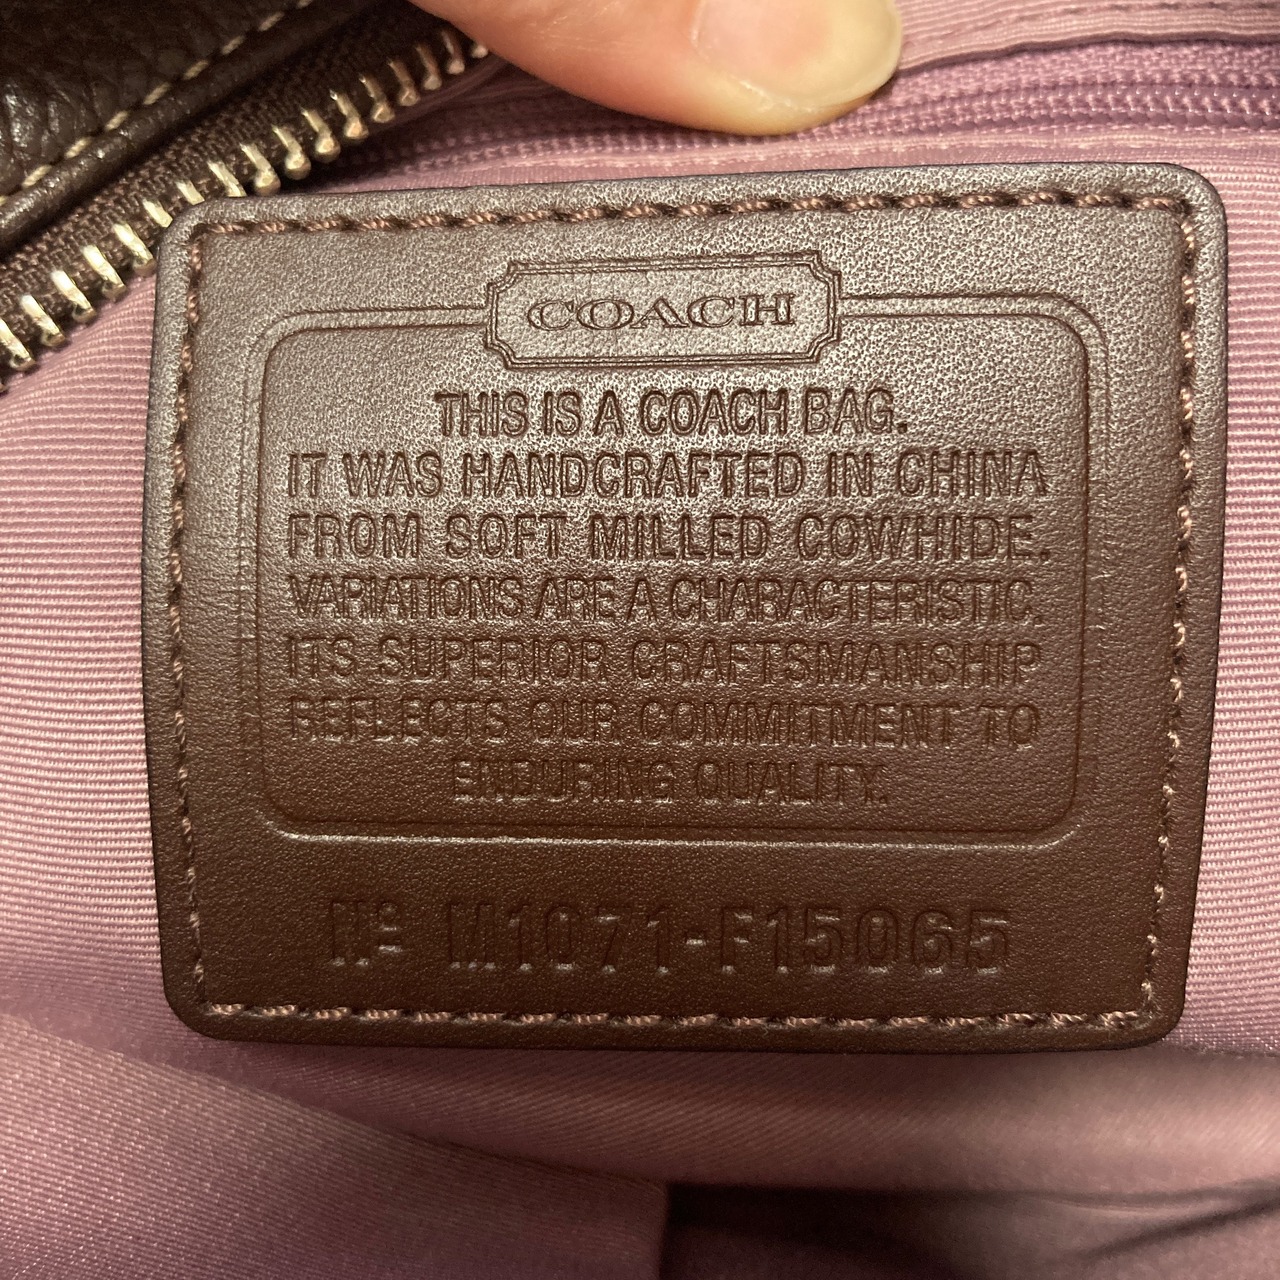 COACH
THIS IS A COACH BAG.
IT WAS HANDCRAFTED IN CHINA
FROM SOFT MILLED COWHIDE.
VARIATIONS ARE A CHARACTERISTIC.
ITS SUPERIOR CRAFTSMANSHIP
REFLECTS OUR COMMITMENT TO
ENDURING QUALITY.
Nº M1071-F15065